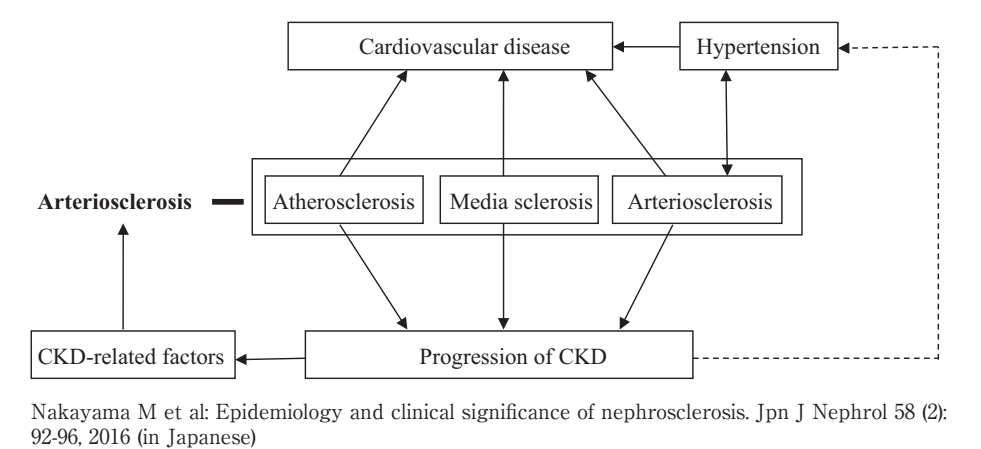 Cardiovascular disease
Hypertension
Arteriosclerosis
Atherosclerosis
Media sclerosis
Arteriosclerosis
CKD-related factors
Progression of CKD
Nakayama M et al: Epidemiology and clinical significance of nephrosclerosis. Jpn J Nephrol 58 (2):
92-96, 2016 (in Japanese)